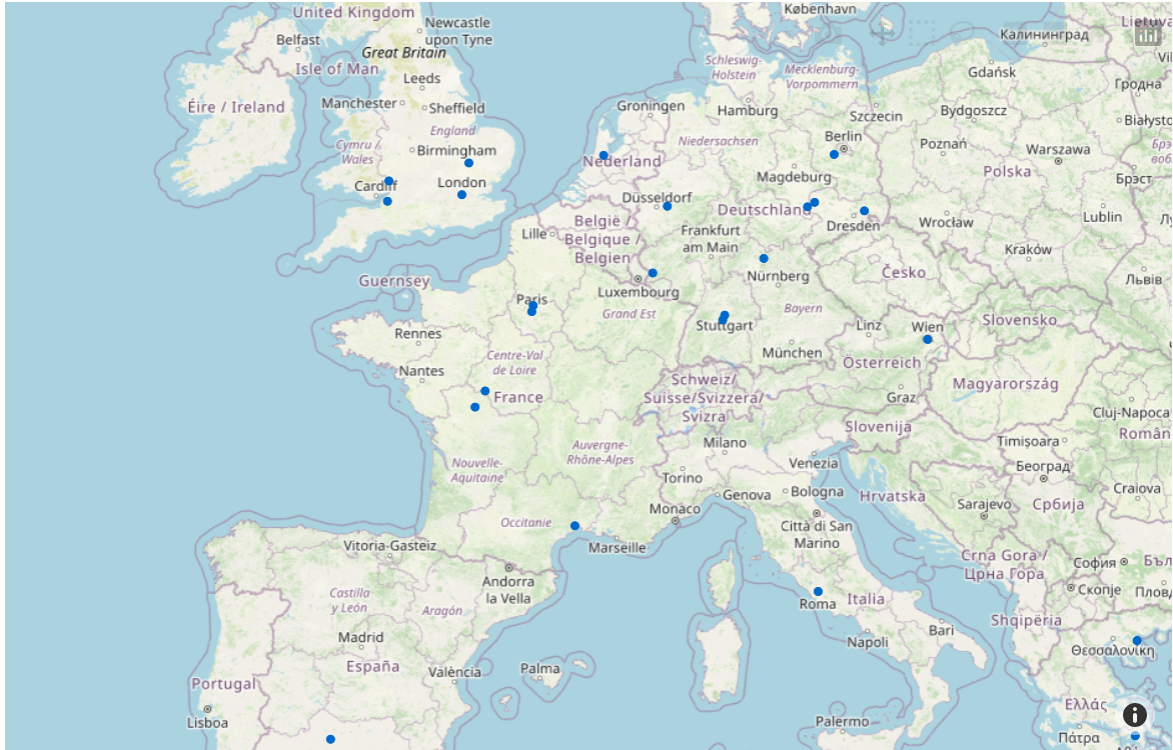 United Kingdom
København
Lietuva
Newcastle
upon Tyne
Belfast
Great Britain
Калининград
Isle of Man
Schleswig-
Holstein
Mecklenburg-
Vorpommern
Gdańsk
Leeds
Гродна
Éire / Ireland
Manchester
Sheffield
Groningen
Hamburg
Szczecin
Bydgoszcz
England
Berlin
Cymru /
Wales
Birmingham
Niedersachsen
Poznań
Warszawa
Nederland
Magdeburg
Polska
Брэст
Cardiff
London
Düsseldorf
Deutschland
Dresden
Wrocław
Lublin
Lille
België /
Belgique /
Belgien
Frankfurt
am Main
Kraków
Guernsey
Luxembourg
Nürnberg
Česko
Львів
Paris
Grand Est
Bayern
Rennes
Stuttgart
Linz
Wien
Slovensko
Centre-Val
de Loire
München
Österreich
Nantes
France
Schweiz/
Suisse/Svizzera/
Svizra
Graz
Magyarország
Cluj-Napoca
Slovenija
Român
Auvergne-
Rhône-Alpes
Milano
Timișoara
Nouvelle-
Aquitaine
Torino
Venezia
Београд
Genova
Bologna
Hrvatska
Craiova
Monaco
Sarajevo
Србија
Occitanie
Città di San
Marino
Vitoria-Gasteiz
Marseille
Crna Gora /
Црна Гора
София
Бъл
Andorra
la Vella
Скопје
Castilla
y León
Aragón
Roma
Italia
Shqipëria
Madrid
Napoli
Bari
Θεσσαλονίκη
España
València
Palma
Portugal
Ελλάς
Lisboa
Palermo
Πάτρα